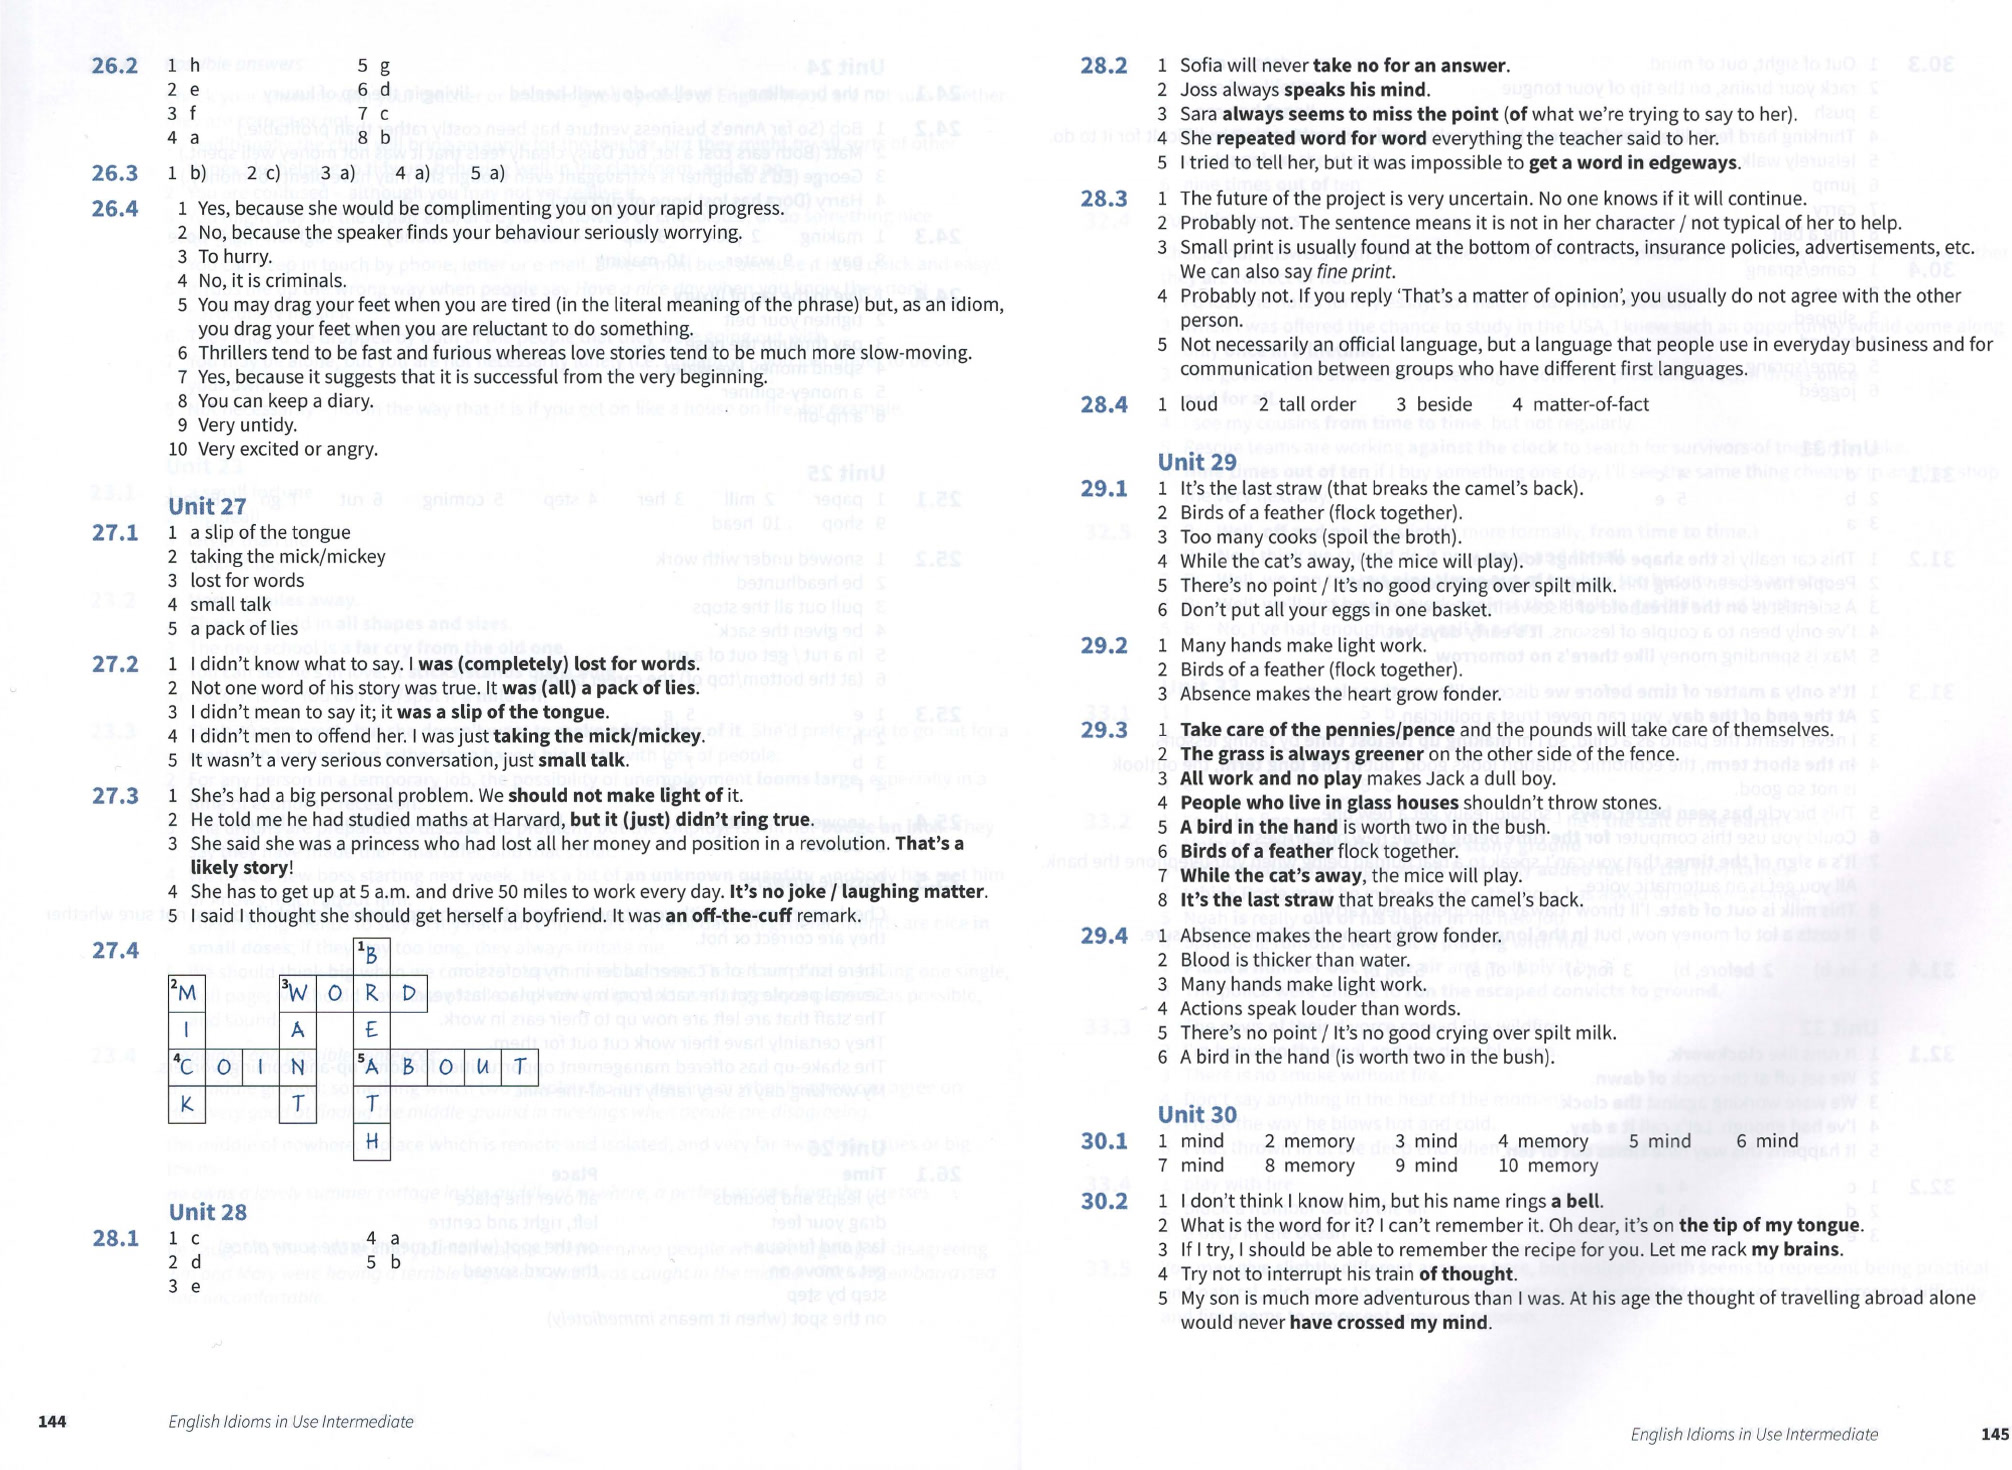 26.2 1 h 5 g
2 e 6 d
3 f 7 c
4 a 8 b
26.3 1 b) 2 c) 3 a) 4 a) 5 a)
26.4 1 Yes, because she would be complimenting you on your rapid progress.
2 No, because the speaker finds your behaviour seriously worrying.
3 To hurry.
4 No, it is criminals.
5 You may drag your feet when you are tired (in the literal meaning of the phrase) but, as an idiom,
you drag your feet when you are reluctant to do something.
6 Thrillers tend to be fast and furious whereas love stories tend to be much more slow-moving.
7 Yes, because it suggests that it is successful from the very beginning.
8 You can keep a diary.
9 Very untidy.
10 Very excited or angry.
Unit 27
27.1 1 a slip of the tongue
2 taking the mick/mickey
3 lost for words
4 small talk
5 a pack of lies
27.2 1 I didn't know what to say. I was (completely) lost for words.
2 Not one word of his story was true. It was (all) a pack of lies.
3 I didn't mean to say it; it was a slip of the tongue.
4 I didn't men to offend her. I was just taking the mick/mickey.
5 It wasn't a very serious conversation, just small talk.
27.3 1 She's had a big personal problem. We should not make light of it.
2 He told me he had studied maths at Harvard, but it (just) didn't ring true.
3 She said she was a princess who had lost all her money and position in a revolution. That's a
likely story!
4 She has to get up at 5 a.m. and drive 50 miles to work every day. It's no joke / laughing matter.
5 I said I thought she should get herself a boyfriend. It was an off-the-cuff remark.
27.4 1B
2M 3W O R D
I A E
4C O I N 5A B O U T
K T T
H
Unit 28
28.1 1 c 4 a
2 d 5 b
3 e
144 English Idioms in Use Intermediate
28.2 1 Sofia will never take no for an answer.
2 Joss always speaks his mind.
3 Sara always seems to miss the point (of what we're trying to say to her).
4 She repeated word for word everything the teacher said to her.
5 I tried to tell her, but it was impossible to get a word in edgeways.
28.3 1 The future of the project is very uncertain. No one knows if it will continue.
2 Probably not. The sentence means it is not in her character / not typical of her to help.
3 Small print is usually found at the bottom of contracts, insurance policies, advertisements, etc.
We can also say fine print.
4 Probably not. If you reply 'That's a matter of opinion', you usually do not agree with the other
person.
5 Not necessarily an official language, but a language that people use in everyday business and for
communication between groups who have different first languages.
28.4 1 loud 2 tall order 3 beside 4 matter-of-fact
Unit 29
29.1 1 It's the last straw (that breaks the camel's back).
2 Birds of a feather (flock together).
3 Too many cooks (spoil the broth).
4 While the cat's away, (the mice will play).
5 There's no point / It's no good crying over spilt milk.
6 Don't put all your eggs in one basket.
29.2 1 Many hands make light work.
2 Birds of a feather (flock together).
3 Absence makes the heart grow fonder.
29.3 1 Take care of the pennies/pence and the pounds will take care of themselves.
2 The grass is always greener on the other side of the fence.
3 All work and no play makes Jack a dull boy.
4 People who live in glass houses shouldn't throw stones.
5 A bird in the hand is worth two in the bush.
6 Birds of a feather flock together.
7 While the cat's away, the mice will play.
8 It's the last straw that breaks the camel's back.
29.4 1 Absence makes the heart grow fonder.
2 Blood is thicker than water.
3 Many hands make light work.
4 Actions speak louder than words.
5 There's no point / It's no good crying over spilt milk.
6 A bird in the hand (is worth two in the bush).
Unit 30
30.1 1 mind 2 memory 3 mind 4 memory 5 mind 6 mind
7 mind 8 memory 9 mind 10 memory
30.2 1 I don't think I know him, but his name rings a bell.
2 What is the word for it? I can't remember it. Oh dear, it's on the tip of my tongue.
3 If I try, I should be able to remember the recipe for you. Let me rack my brains.
4 Try not to interrupt his train of thought.
5 My son is much more adventurous than I was. At his age the thought of travelling abroad alone
would never have crossed my mind.
English Idioms in Use Intermediate 145